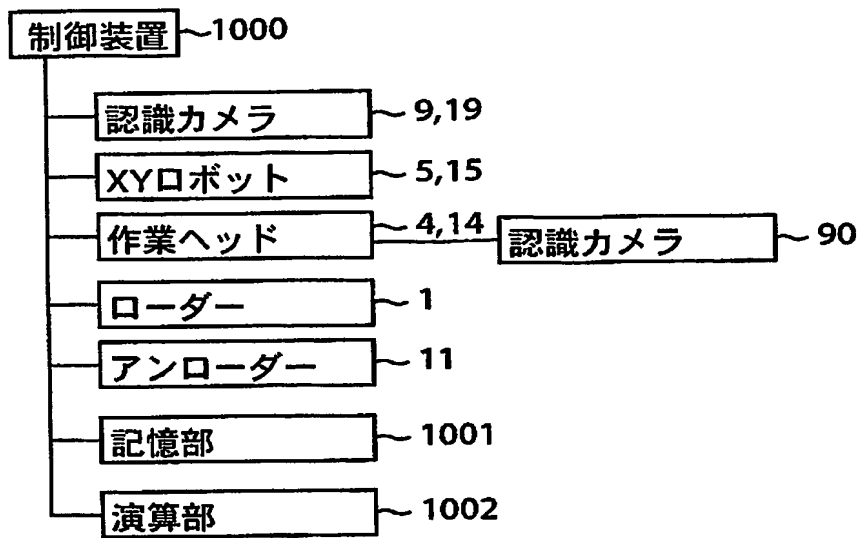 制御装置 ~1000
認識カメラ ~9,19
XYロボット ~5,15
作業ヘッド ~4,14 認識カメラ ~90
ローダー ~1
アンローダー ~11
記憶部 ~1001
演算部 ~1002